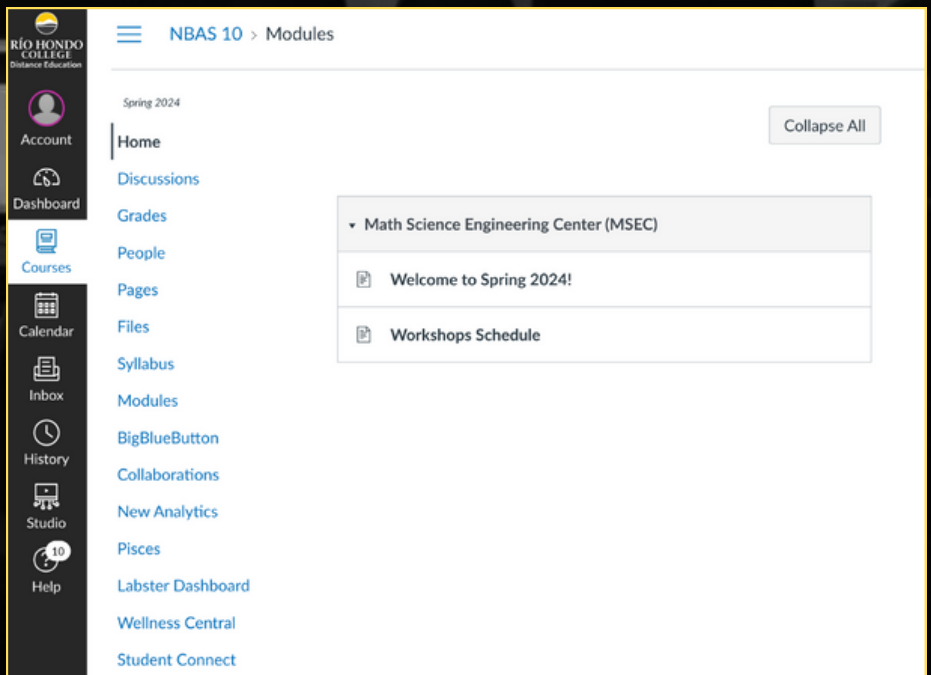 RÍO HONDO
COLLEGE
Distance Education
Account
Dashboard
Courses
Calendar
Inbox
History
Studio
10
Help
NBAS 10 > Modules
Spring 2024
Home
Discussions
Grades
People
Pages
Files
Syllabus
Modules
BigBlueButton
Collaborations
New Analytics
Pisces
Labster Dashboard
Wellness Central
Student Connect
Collapse All
Math Science Engineering Center (MSEC)
Welcome to Spring 2024!
Workshops Schedule